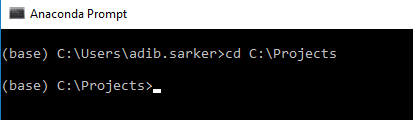 Anaconda Prompt
(base) C:\Users\adib.sarker>cd C:\Projects
(base) C:\Projects>